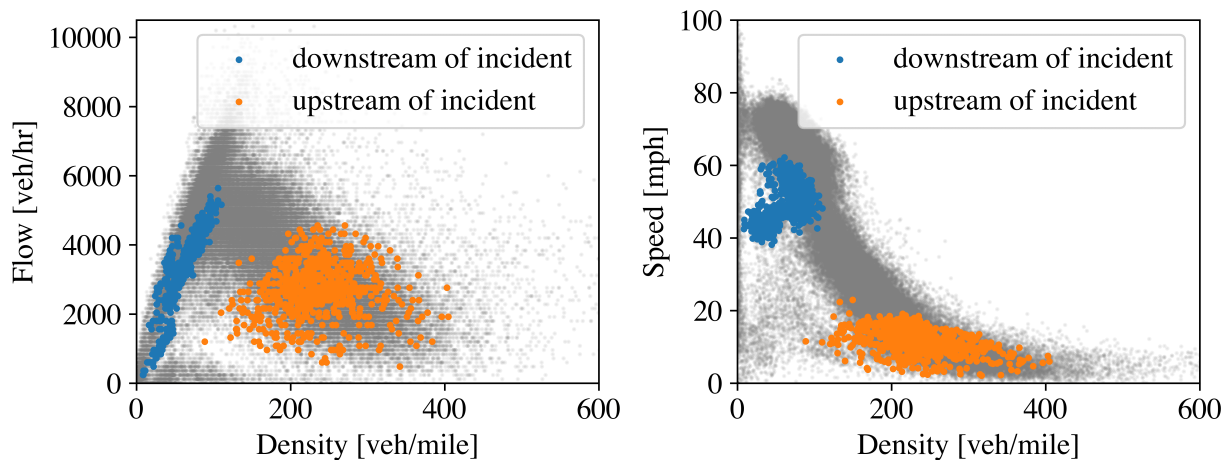 10000
8000
6000
4000
2000
0
Flow [veh/hr]
downstream of incident
upstream of incident
0 200 400 600
Density [veh/mile]
100
80
60
40
20
0
Speed [mph]
downstream of incident
upstream of incident
0 200 400 600
Density [veh/mile]